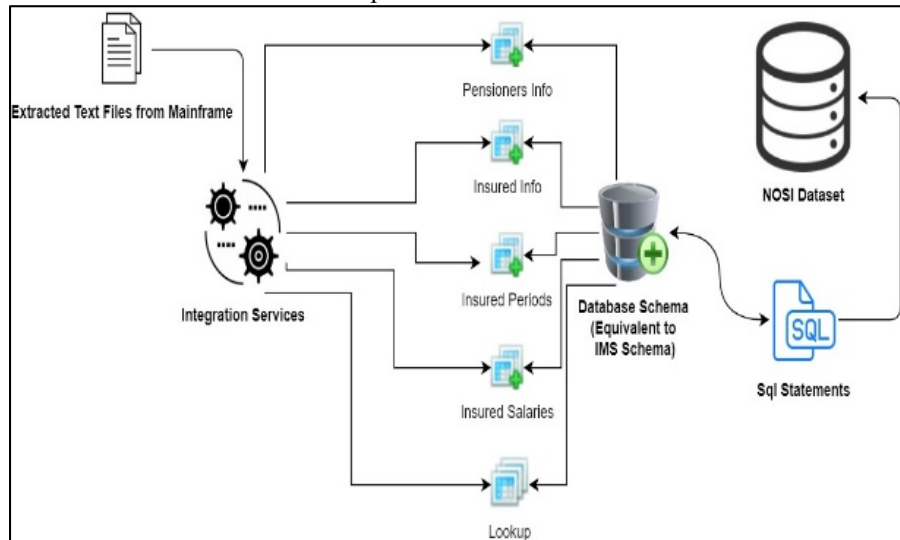 Extracted Text Files from Mainframe
Integration Services
Pensioners Info
Insured Info
Insured Periods
Insured Salaries
Lookup
Database Schema
(Equivalent to
IMS Schema)
NOSI Dataset
SQL
Sql Statements